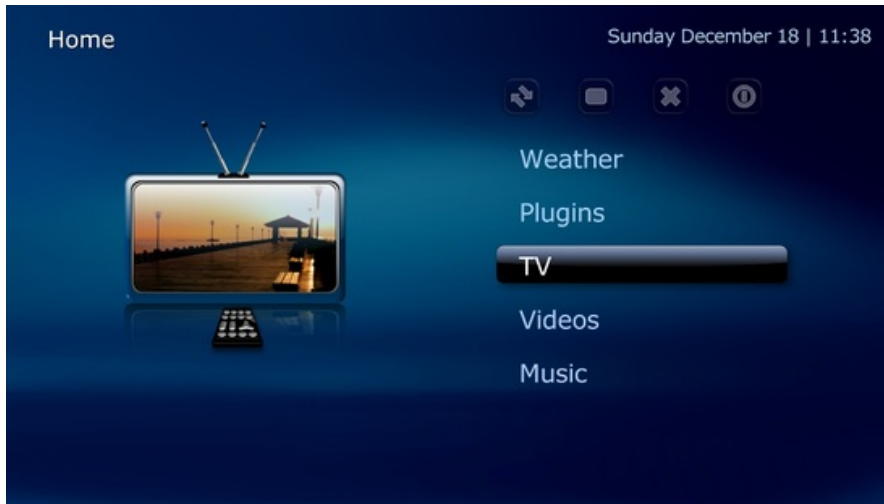 Home
Sunday December 18 | 11:38
Weather
Plugins
TV
Videos
Music